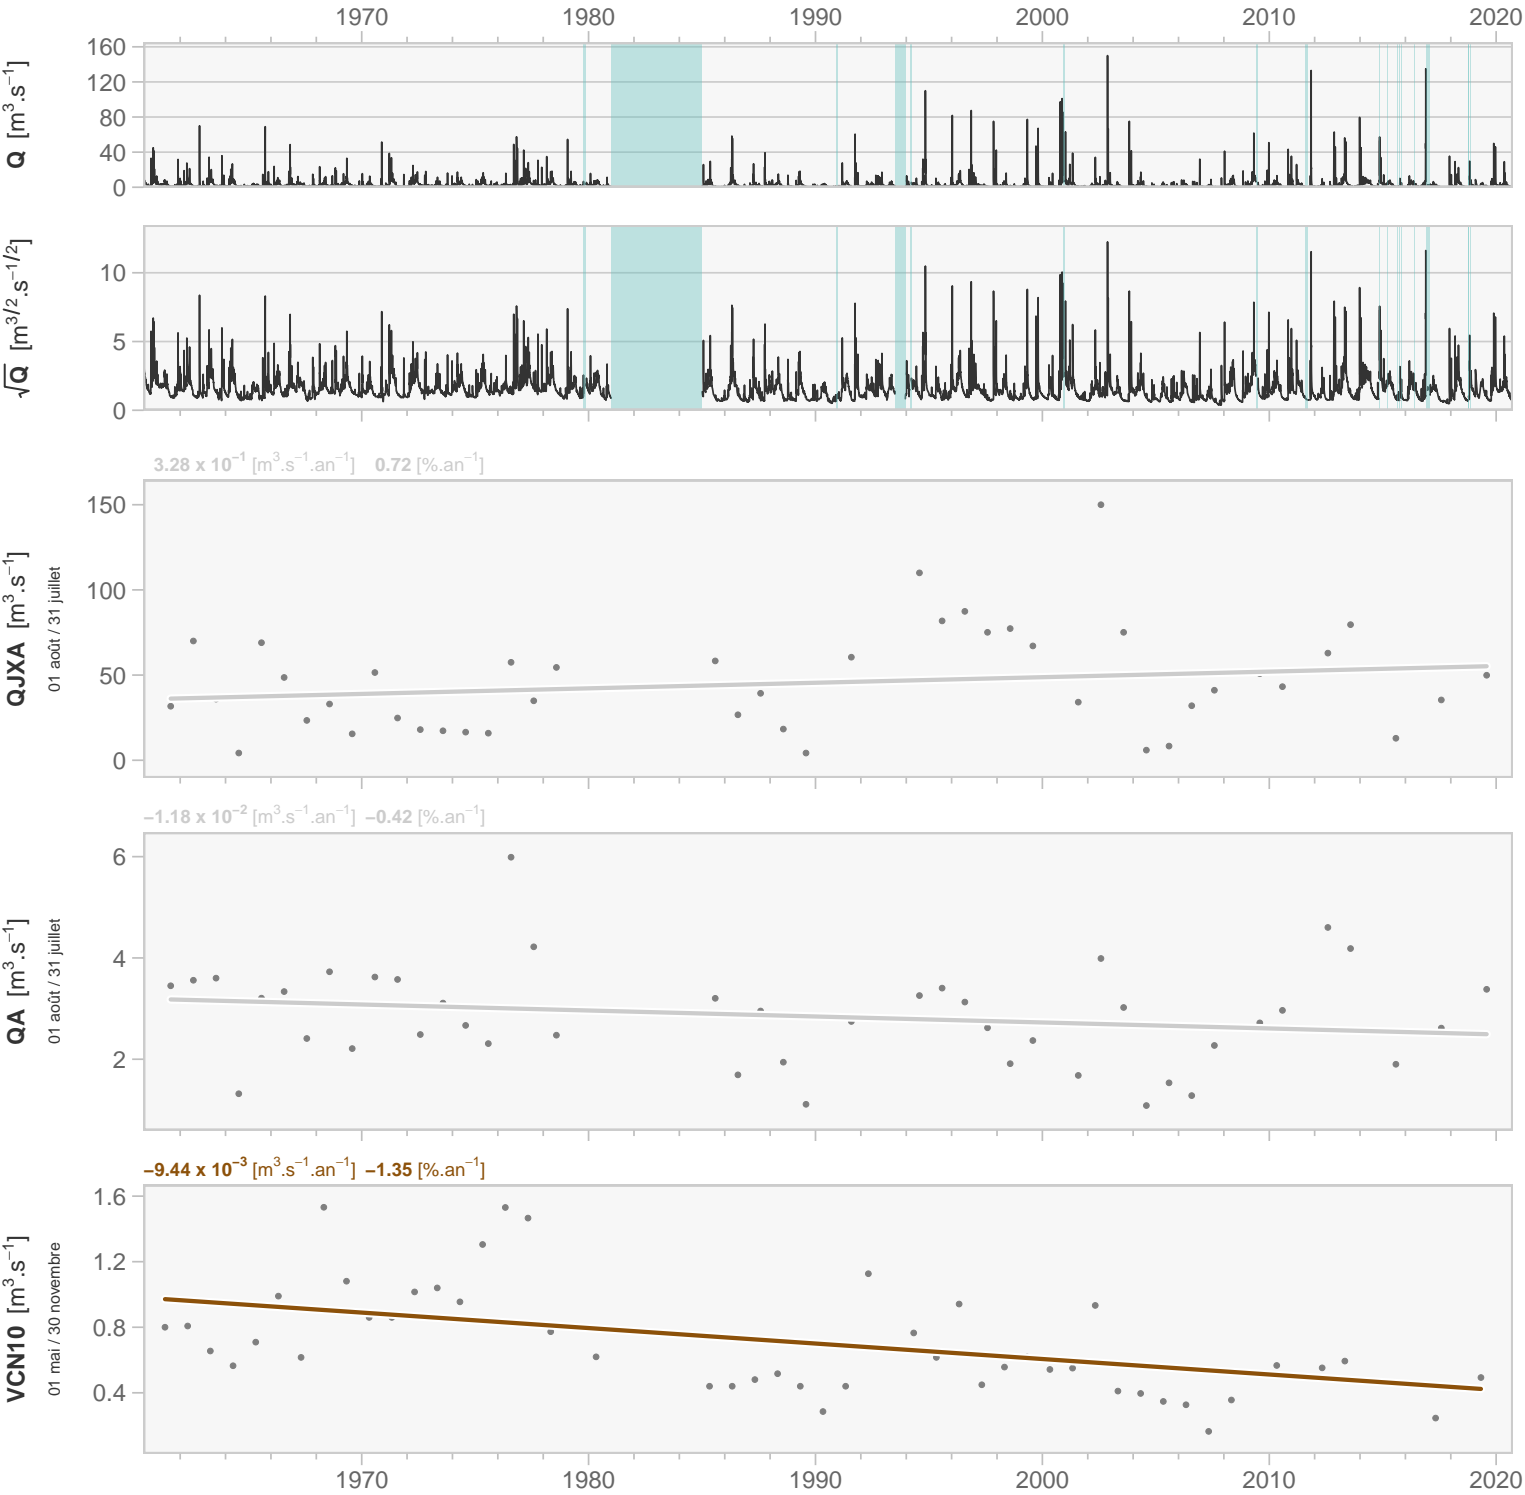 1970 1980 1990 2000 2010 2020
Q [m³.s⁻¹]
160
120
80
40
0
√Q [m³ᐟ².s⁻¹ᐟ²]
10
5
0
3.28 x 10⁻¹ [m³.s⁻¹.an⁻¹] 0.72 [%.an⁻¹]
QJXA [m³.s⁻¹]
01 août / 31 juillet
150
100
50
0
−1.18 x 10⁻² [m³.s⁻¹.an⁻¹] −0.42 [%.an⁻¹]
QA [m³.s⁻¹]
01 août / 31 juillet
6
4
2
−9.44 x 10⁻³ [m³.s⁻¹.an⁻¹] −1.35 [%.an⁻¹]
VCN10 [m³.s⁻¹]
01 mai / 30 novembre
1.6
1.2
0.8
0.4
1970 1980 1990 2000 2010 2020